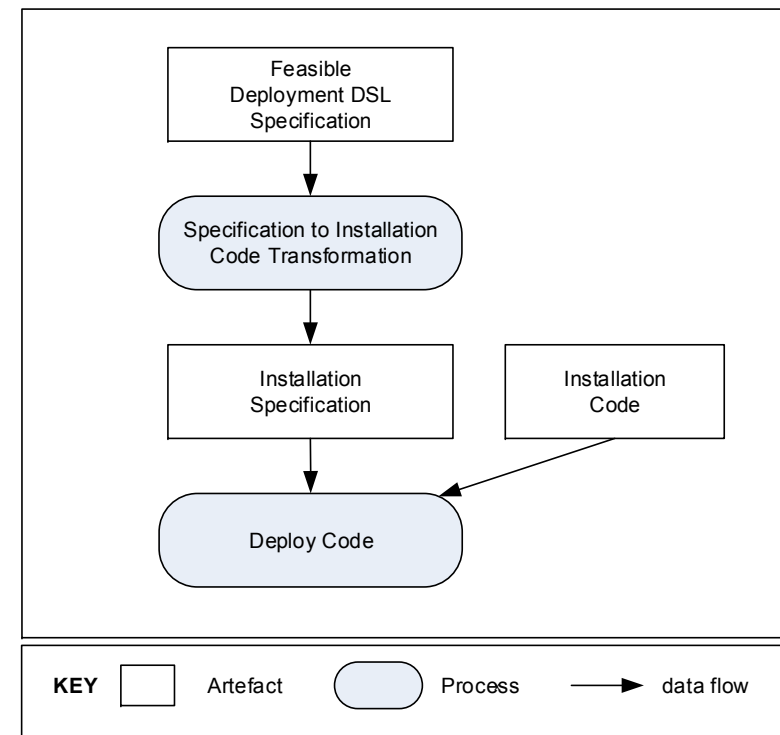 Feasible
Deployment DSL
Specification
Specification to Installation
Code Transformation
Installation
Specification
Installation
Code
Deploy Code
KEY
Artefact
Process
data flow